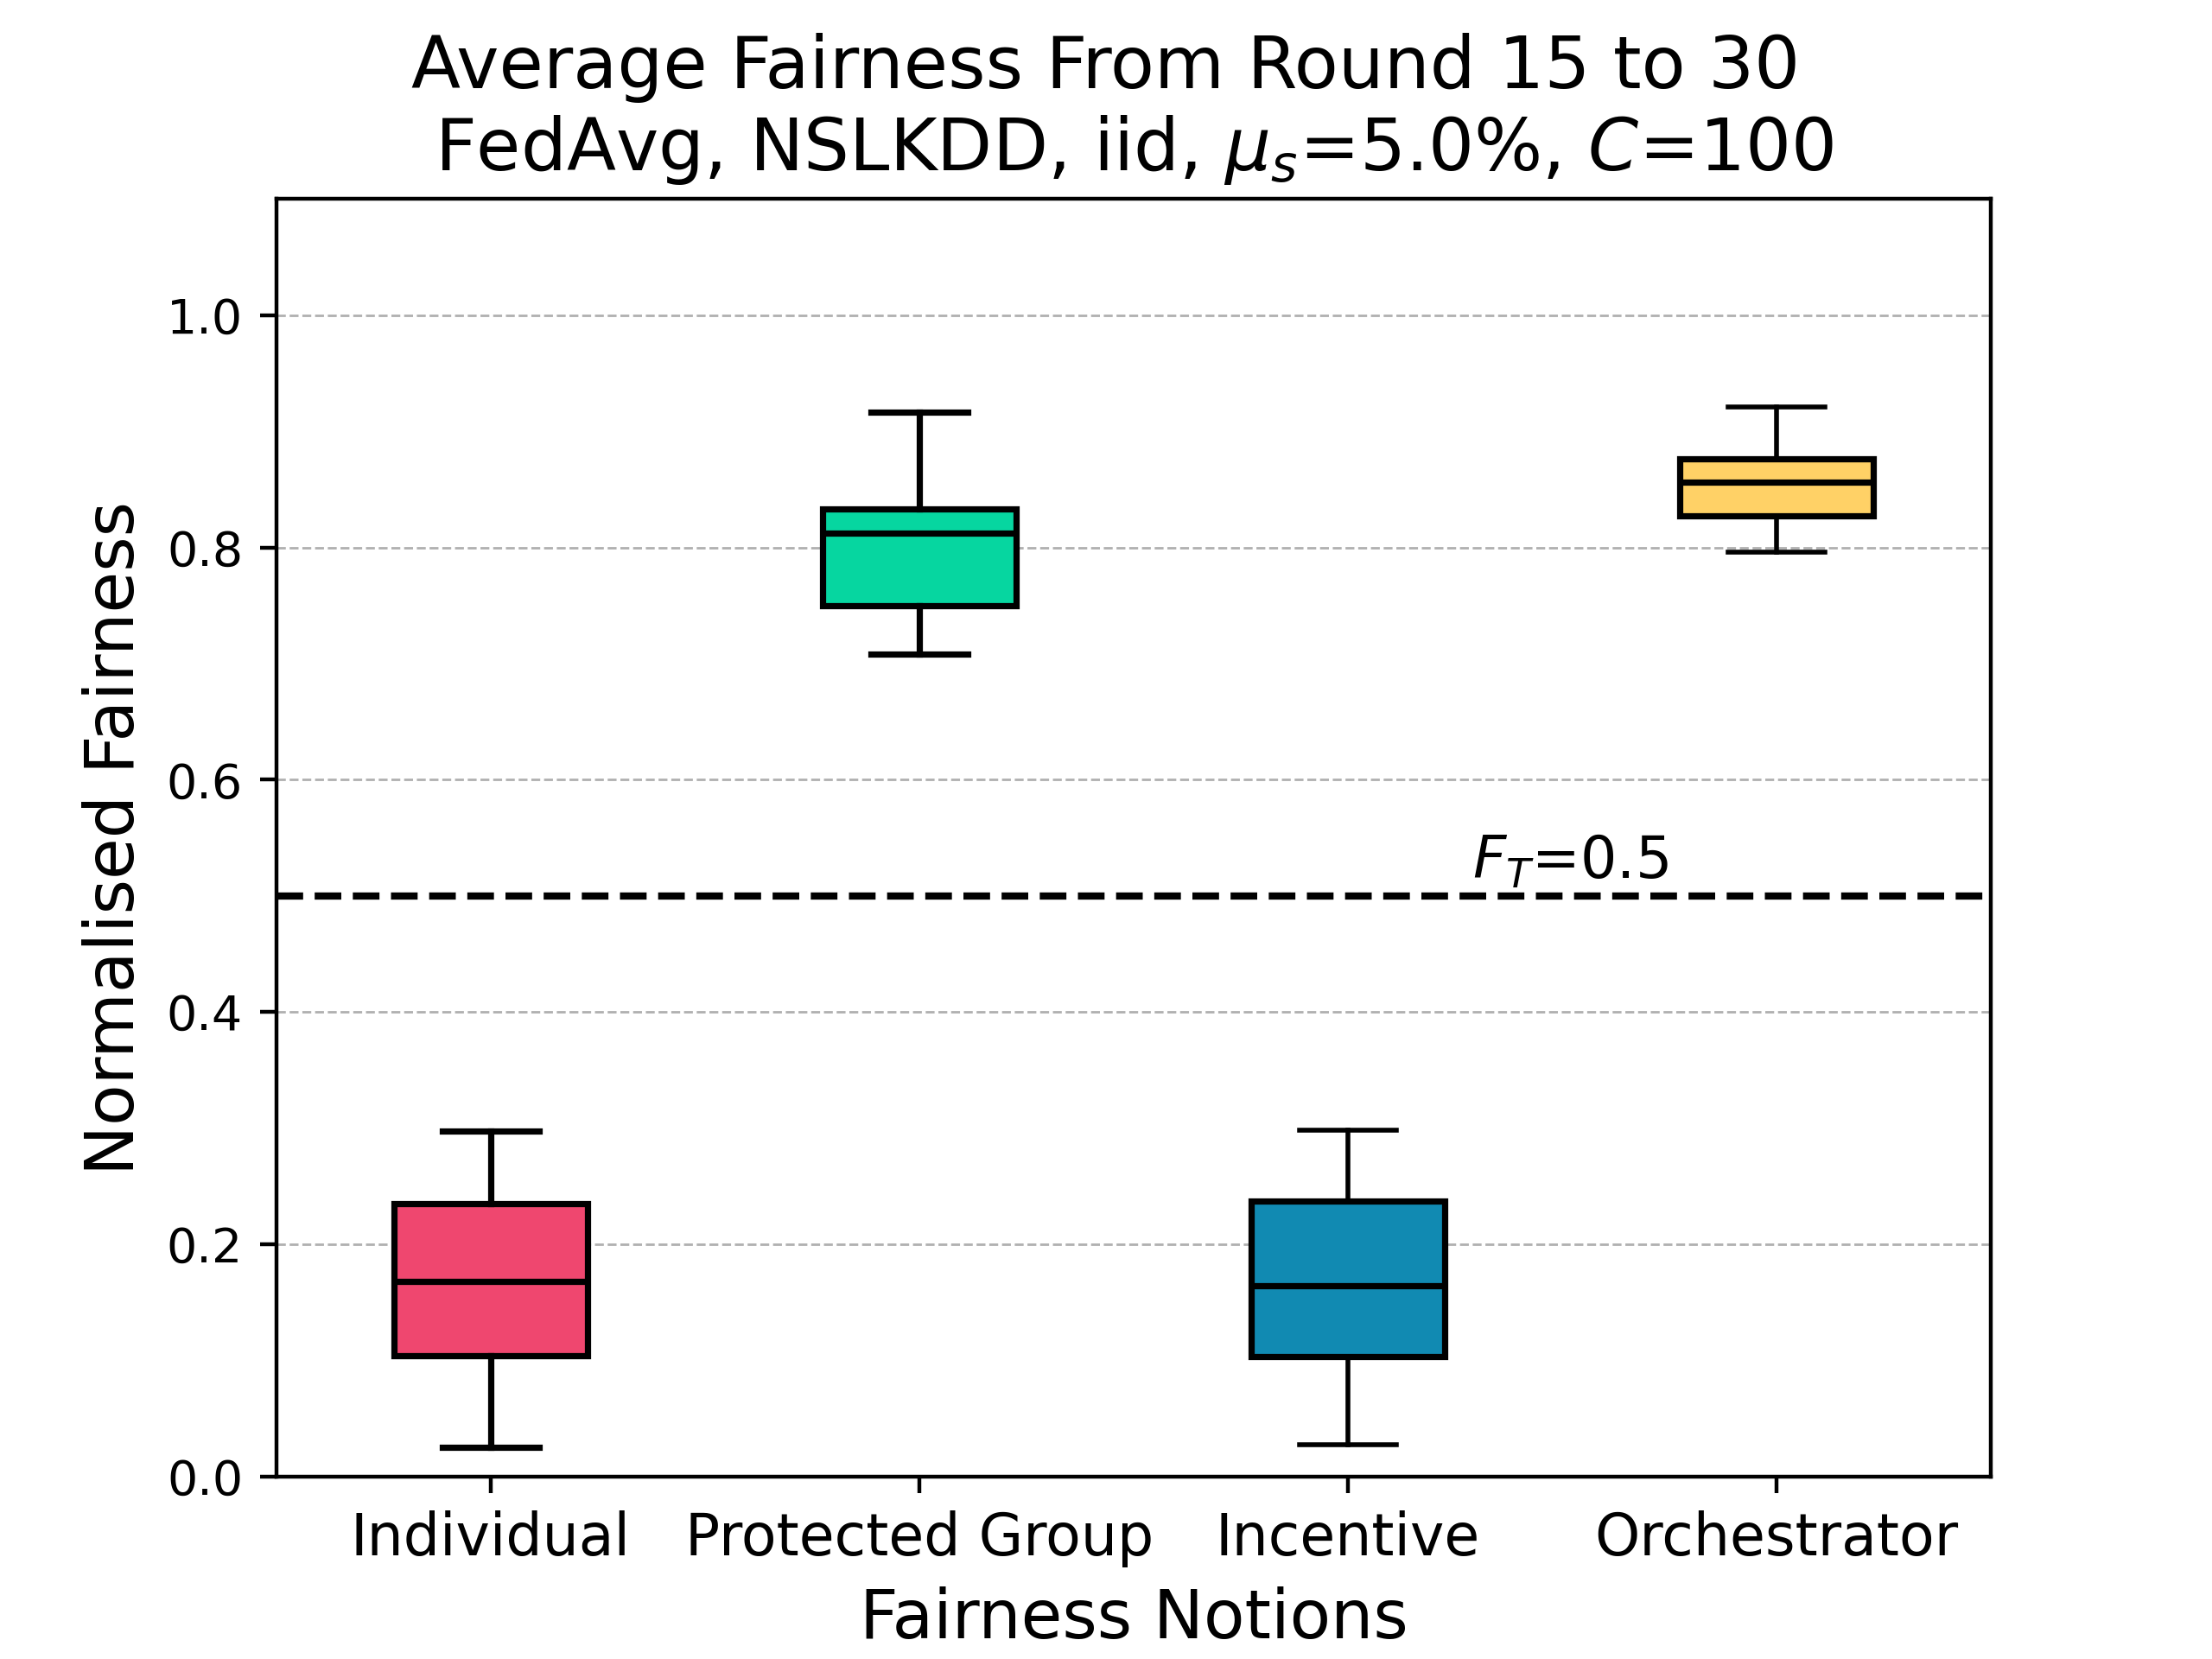 Average Fairness From Round 15 to 30
FedAvg, NSLKDD, iid, μₛ=5.0%, C=100
Normalised Fairness
1.0
0.8
0.6
0.4
0.2
0.0
F_T=0.5
Individual Protected Group Incentive Orchestrator
Fairness Notions